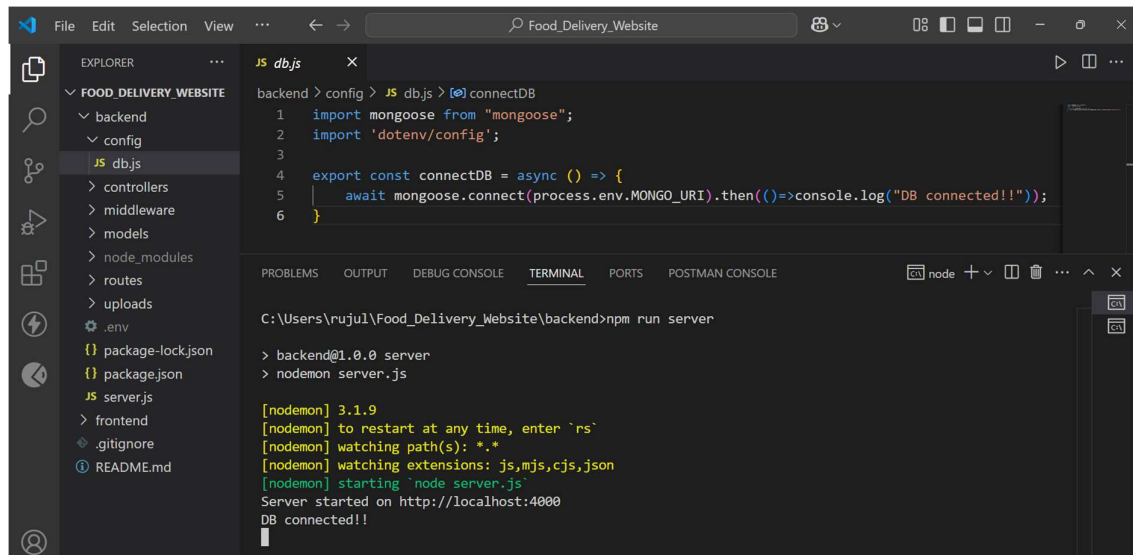 File Edit Selection View ... Food_Delivery_Website
EXPLORER ...
FOOD_DELIVERY_WEBSITE
backend
config
JS db.js
controllers
middleware
models
node_modules
routes
uploads
.env
{} package-lock.json
{} package.json
JS server.js
frontend
.gitignore
README.md
JS db.js
backend > config > JS db.js > connectDB
1 import mongoose from "mongoose";
2 import 'dotenv/config';
3
4 export const connectDB = async () => {
5 await mongoose.connect(process.env.MONGO_URI).then(()=>console.log("DB connected!!"));
6 }
PROBLEMS OUTPUT DEBUG CONSOLE TERMINAL PORTS POSTMAN CONSOLE node
C:\Users\rujul\Food_Delivery_Website\backend>npm run server
> backend@1.0.0 server
> nodemon server.js
[nodemon] 3.1.9
[nodemon] to restart at any time, enter `rs`
[nodemon] watching path(s): *.*
[nodemon] watching extensions: js,mjs,cjs,json
[nodemon] starting `node server.js`
Server started on http://localhost:4000
DB connected!!